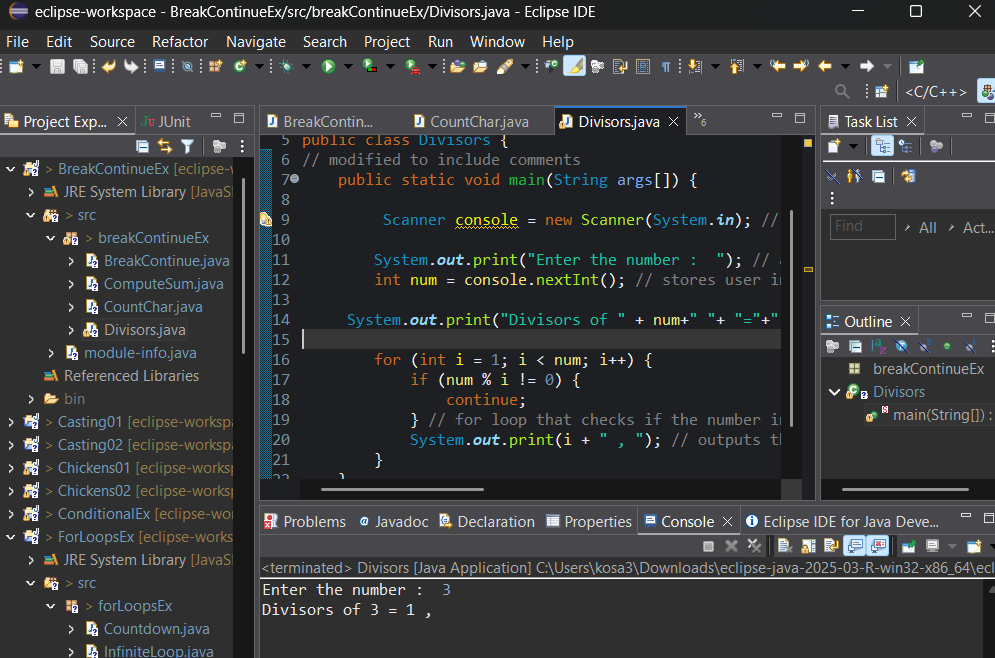 eclipse-workspace - BreakContinueEx/src/breakContinueEx/Divisors.java - Eclipse IDE
File Edit Source Refactor Navigate Search Project Run Window Help
<C/C++>
Project Exp...
JUnit
BreakContinueEx [eclipse-
JRE System Library [JavaS
> src
> breakContinueEx
BreakContinue.java
ComputeSum.java
CountChar.java
Divisors.java
module-info.java
Referenced Libraries
bin
> Casting01 [eclipse-worksp
> Casting02 [eclipse-worksp
> Chickens01 [eclipse-works
> Chickens02 [eclipse-works
> ConditionalEx [eclipse-wo
> ForLoopsEx [eclipse-works
JRE System Library [JavaS
> src
> forLoopsEx
Countdown.java
InfiniteLoop.java
BreakContin... CountChar.java Divisors.java »6
5 public class Divisors {
6 // modified to include comments
7 public static void main(String args[]) {
8
9 Scanner console = new Scanner(System.in); //
10
11 System.out.print("Enter the number :  "); //
12 int num = console.nextInt(); // stores user i
13
14 System.out.print("Divisors of " + num+" "+ "="+"
15
16 for (int i = 1; i < num; i++) {
17 if (num % i != 0) {
18 continue;
19 } // for loop that checks if the number i
20 System.out.print(i + " , "); // outputs t
21 }
Task List
Find
All
Act...
Outline
breakContinueEx
Divisors
main(String[]) :
Problems Javadoc Declaration Properties Console Eclipse IDE for Java Deve...
<terminated> Divisors [Java Application] C:\Users\kosa3\Downloads\eclipse-java-2025-03-R-win32-x86_64\ecl
Enter the number :  3
Divisors of 3 = 1 ,